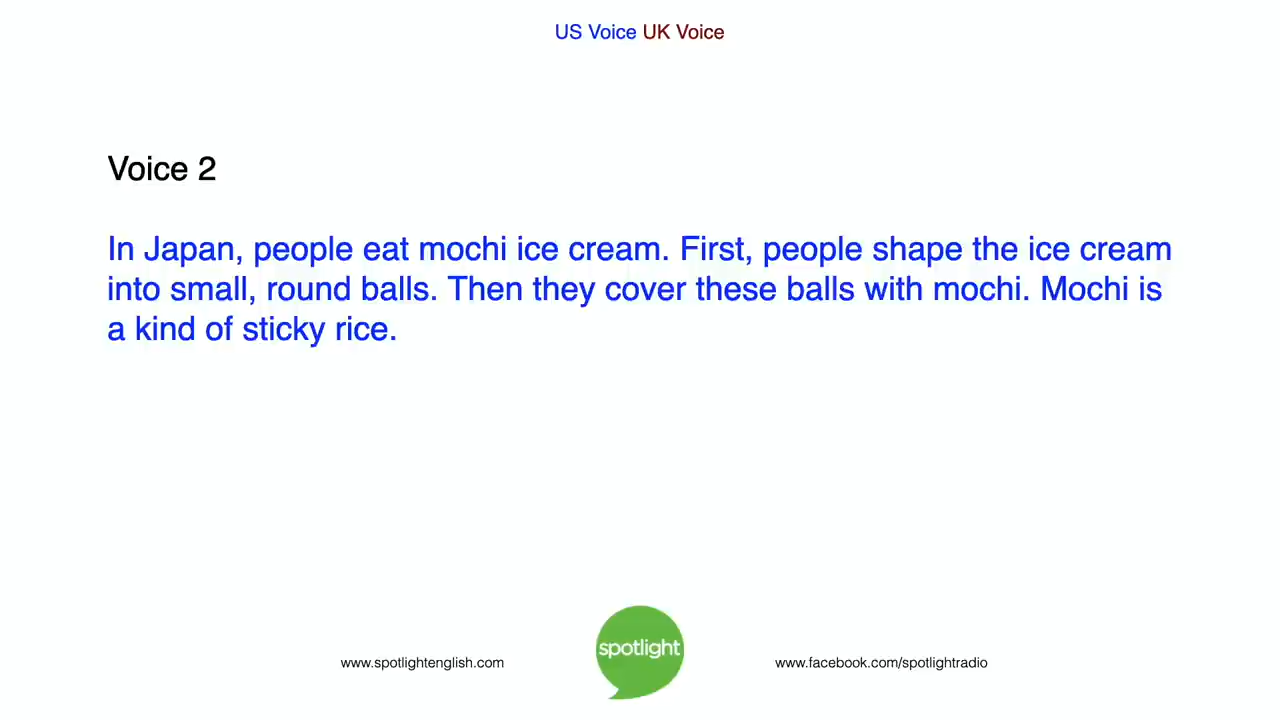 US Voice UK Voice
Voice 2
In Japan, people eat mochi ice cream. First, people shape the ice cream
into small, round balls. Then they cover these balls with mochi. Mochi is
a kind of sticky rice.
spotlight
www.spotlightenglish.com
www.facebook.com/spotlightradio